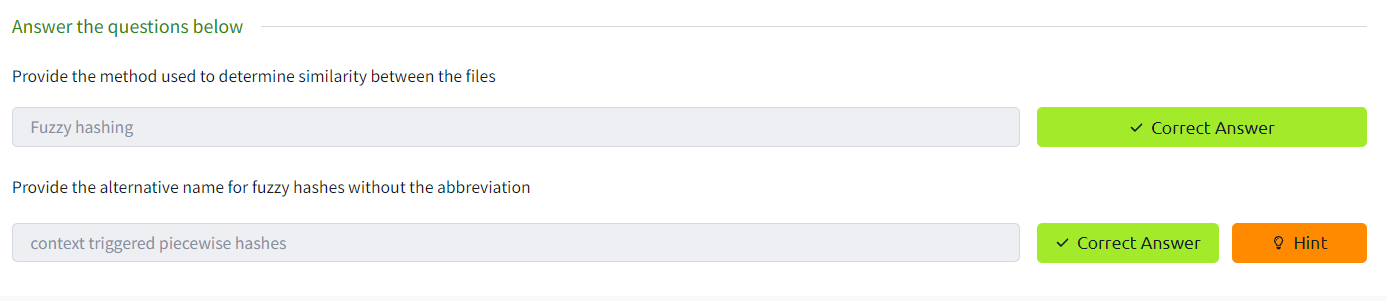 Answer the questions below
Provide the method used to determine similarity between the files
Fuzzy hashing
Correct Answer
Provide the alternative name for fuzzy hashes without the abbreviation
context triggered piecewise hashes
Correct Answer
Hint